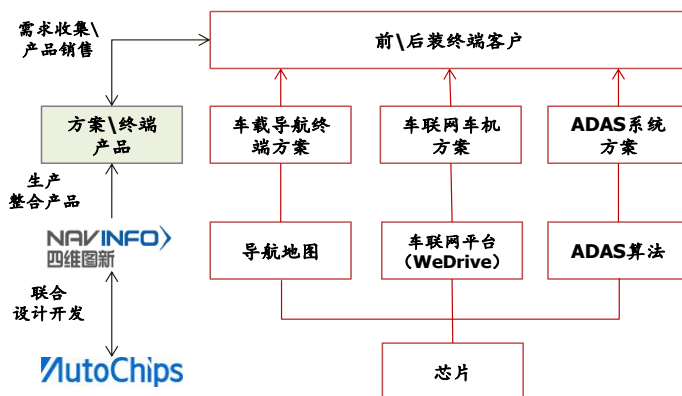 需求收集\
产品销售
前\后装终端客户
方案\终端
产品
车载导航终
端方案
车联网车机
方案
ADAS系统
方案
生产
整合产品
NAVINFO
四维图新
导航地图
车联网平台
（WeDrive）
ADAS算法
联合
设计开发
AutoChips
芯片